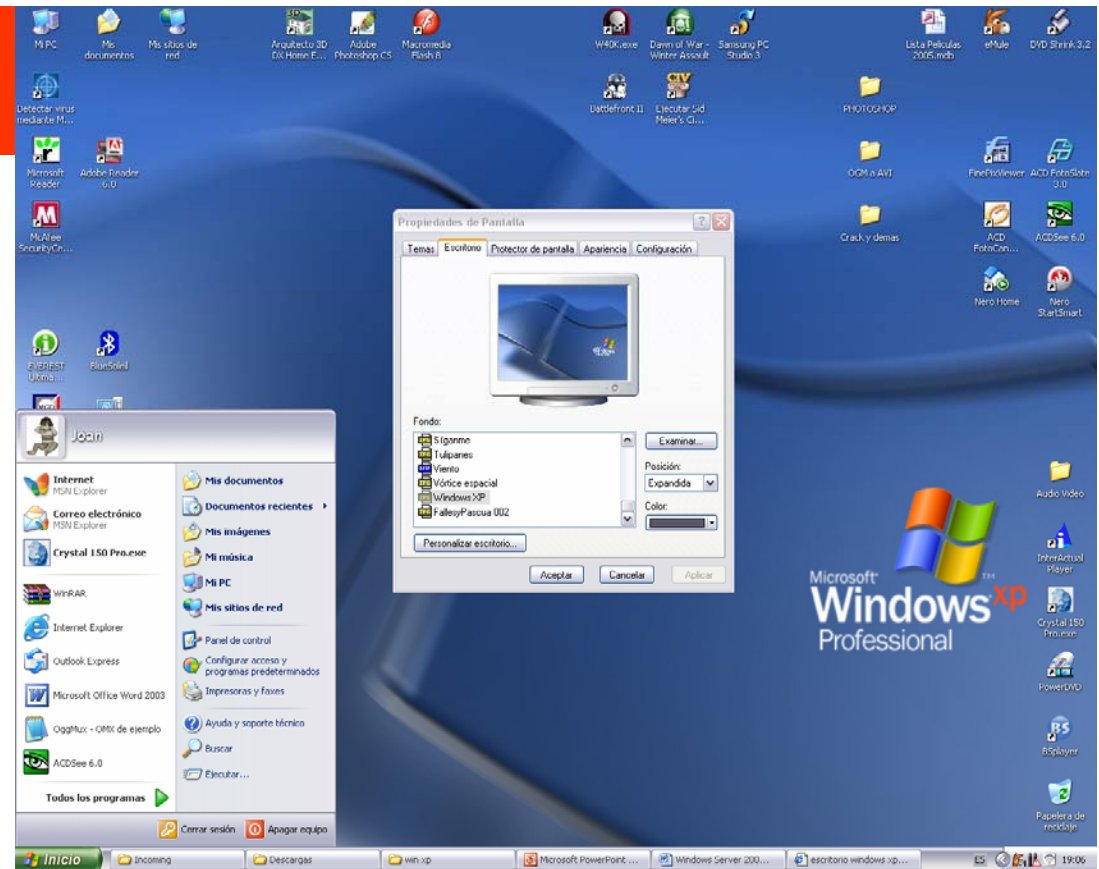 Mi PC
Mis
documentos
Mis sitios de
red
Arquitecto 3D
DX Home E...
Adobe
Photoshop CS
Macromedia
Flash 8
W40K.exe
Dawn of War -
Winter Assault
Samsung PC
Studio 3
Lista Peliculas
2005.mdb
eMule
DVD Shrink 3.2
Detectar virus
mediante M...
Battlefront II
Ejecutar Sid
Meier's Ci...
PHOTOSHOP
Microsoft
Reader
Adobe Reader
6.0
OGM a AVI
FinePixViewer
ACD FotoSlate
3.0
McAfee
SecurityCe...
Crack y demas
ACD
FotoCan...
ACDSee 6.0
Nero Home
Nero
StartSmart
EVEREST
Ultima...
BlueSoleil
Propiedades de Pantalla
Temas
Escritorio
Protector de pantalla
Apariencia
Configuración
Fondo:
Síganme
Tulipanes
Viento
Vórtice espacial
Windows XP
FallesyPascua 002
Examinar...
Posición:
Expandida
Color:
Personalizar escritorio...
Aceptar
Cancelar
Aplicar
Joan
Internet
MSN Explorer
Correo electrónico
MSN Explorer
Crystal 150 Pro.exe
WinRAR
Internet Explorer
Outlook Express
Microsoft Office Word 2003
OggMux - OMX de ejemplo
ACDSee 6.0
Todos los programas
Mis documentos
Documentos recientes
Mis imágenes
Mi música
Mi PC
Mis sitios de red
Panel de control
Configurar acceso y
programas predeterminados
Impresoras y faxes
Ayuda y soporte técnico
Buscar
Ejecutar...
Cerrar sesión
Apagar equipo
Audio Video
InterActual
Player
Crystal 150
Pro.exe
PowerDVD
BSplayer
Papelera de
reciclaje
Microsoft
Windows xp
Professional
Inicio
Incoming
Descargas
win xp
Microsoft PowerPoint ...
Windows Server 200...
escritorio windows xp...
ES
19:06